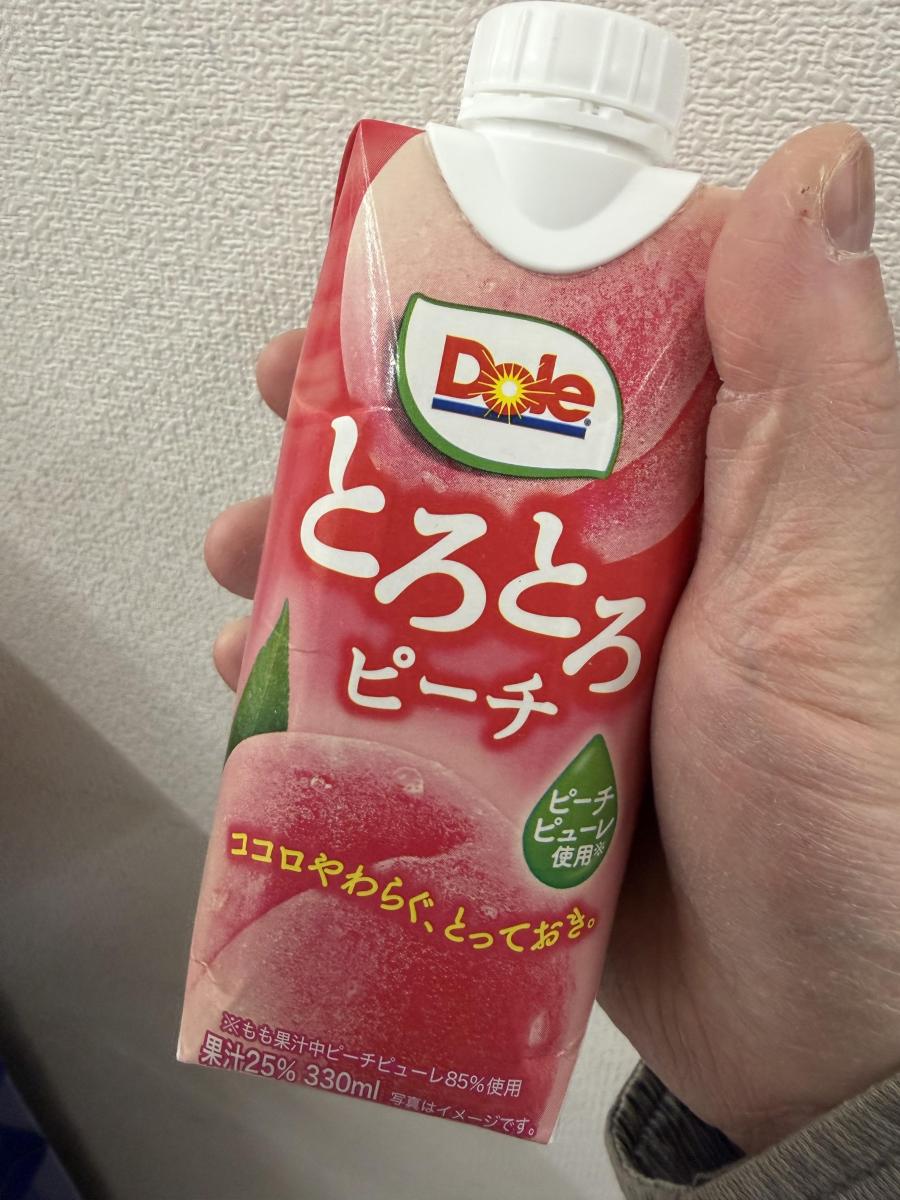 Dole®
とろとろ
ピーチ
ピーチ
ピューレ
使用※
ココロやわらぐ、とっておき。
※もも果汁中ピーチピューレ85%使用
果汁25% 330ml 写真はイメージです。